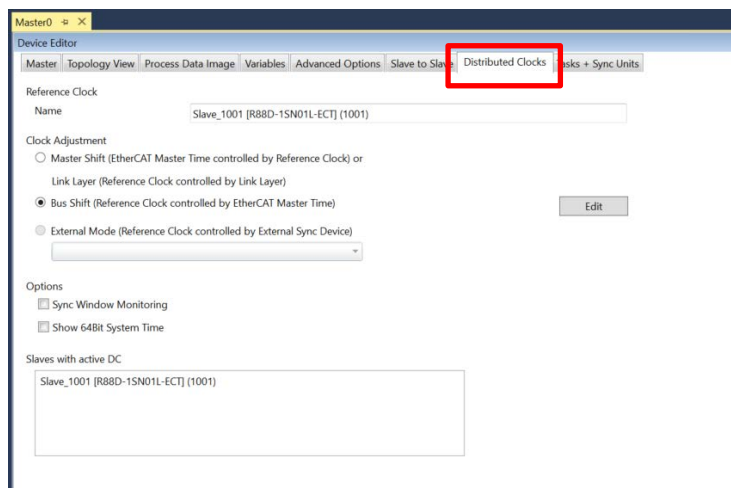 Master0
Device Editor
Master Topology View Process Data Image Variables Advanced Options Slave to Slave Distributed Clocks Tasks + Sync Units
Reference Clock
Name Slave_1001 [R88D-1SN01L-ECT] (1001)
Clock Adjustment
Master Shift (EtherCAT Master Time controlled by Reference Clock) or
Link Layer (Reference Clock controlled by Link Layer)
Bus Shift (Reference Clock controlled by EtherCAT Master Time) Edit
External Mode (Reference Clock controlled by External Sync Device)
Options
Sync Window Monitoring
Show 64Bit System Time
Slaves with active DC
Slave_1001 [R88D-1SN01L-ECT] (1001)